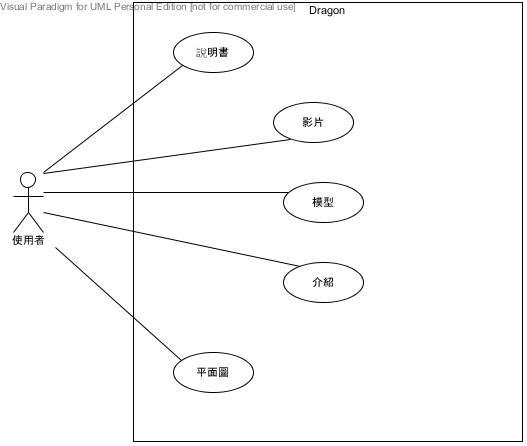 Visual Paradigm for UML Personal Edition [not for commercial use]
Dragon
說明書
影片
模型
使用者
介紹
平面圖